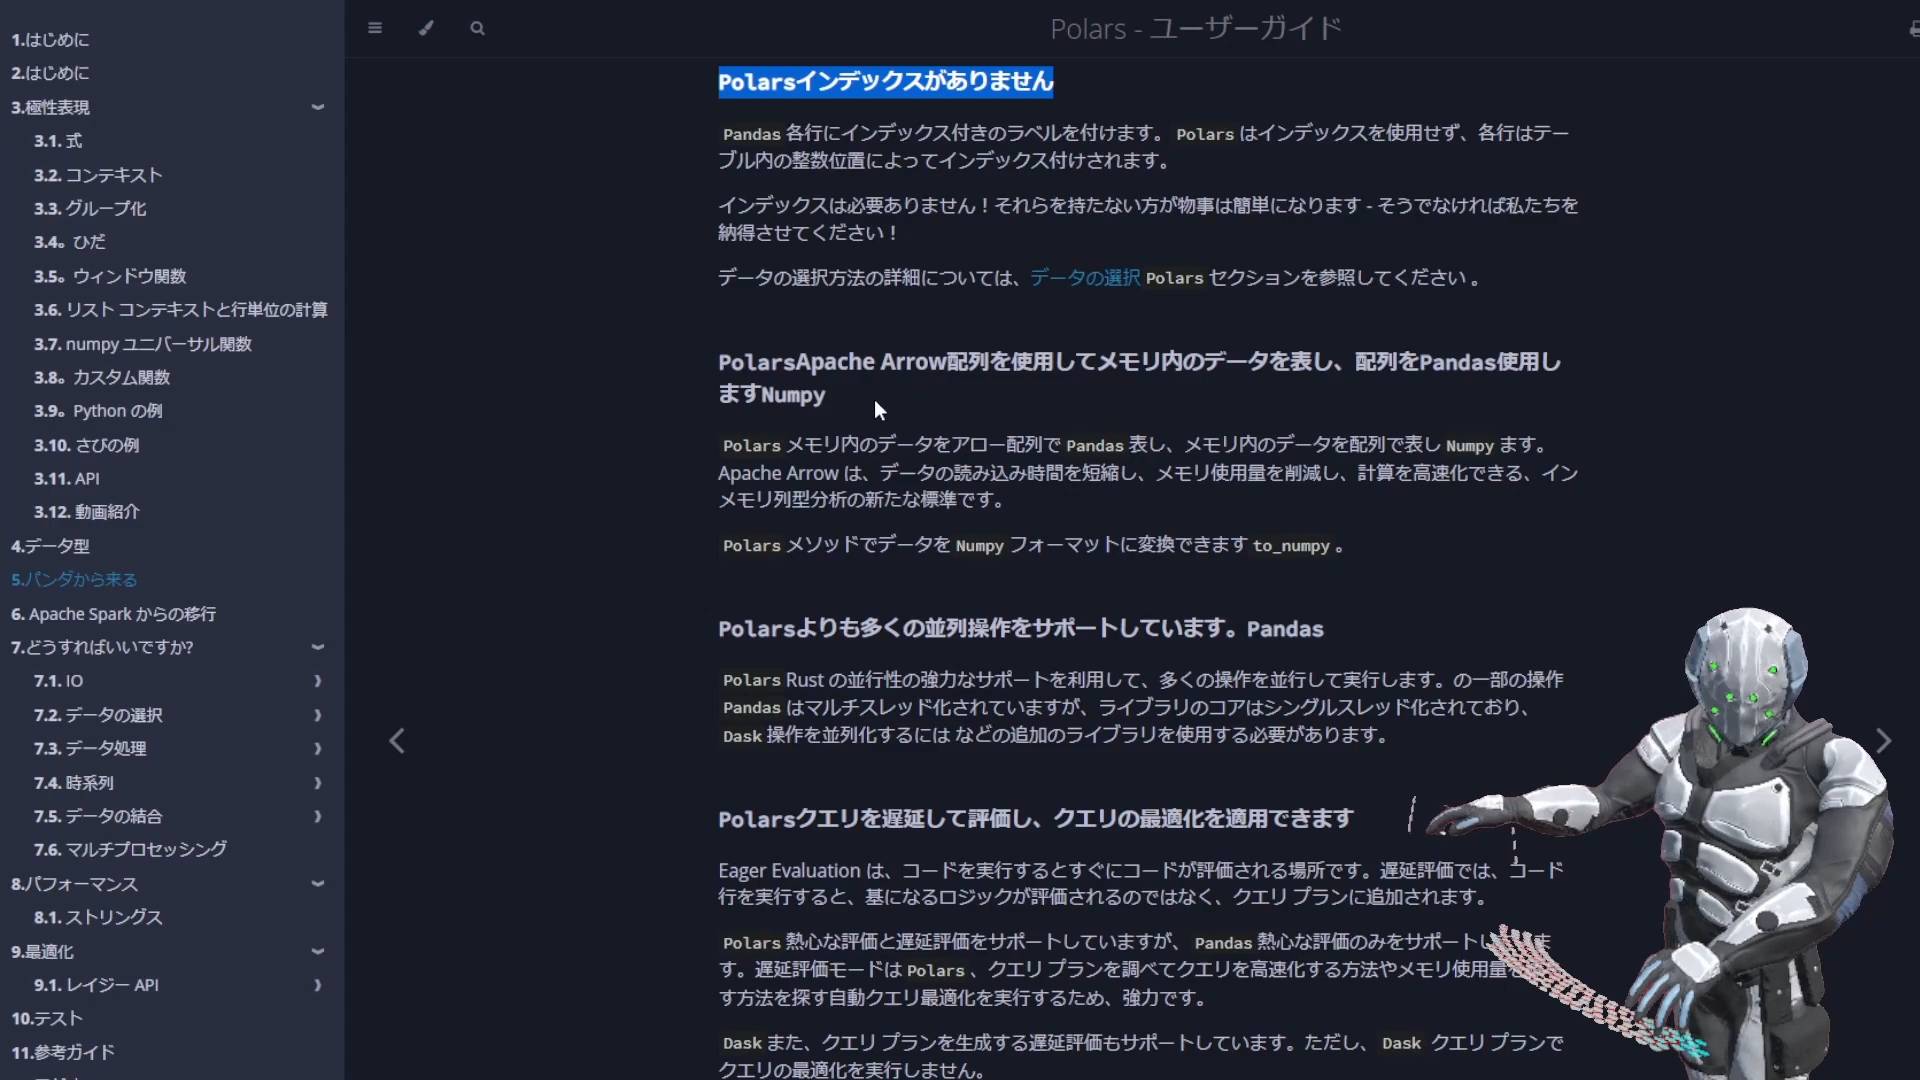 1.はじめに
2.はじめに
3.極性表現
3.1. 式
3.2. コンテキスト
3.3. グループ化
3.4。ひだ
3.5。ウィンドウ関数
3.6. リスト コンテキストと行単位の計算
3.7. numpy ユニバーサル関数
3.8。カスタム関数
3.9。Python の例
3.10. さびの例
3.11. API
3.12. 動画紹介
4.データ型
5.パンダから来る
6. Apache Spark からの移行
7.どうすればいいですか?
7.1. IO
7.2. データの選択
7.3. データ処理
7.4. 時系列
7.5. データの結合
7.6. マルチプロセッシング
8.パフォーマンス
8.1. ストリングス
9.最適化
9.1. レイジー API
10.テスト
11.参考ガイド
Polars - ユーザーガイド
Polarsインデックスがありません
Pandas 各行にインデックス付きのラベルを付けます。 Polars はインデックスを使用せず、各行はテー
ブル内の整数位置によってインデックス付けされます。
インデックスは必要ありません！それらを持たない方が物事は簡単になります - そうでなければ私たちを
納得させてください！
データの選択方法の詳細については、データの選択 Polars セクションを参照してください 。
PolarsApache Arrow配列を使用してメモリ内のデータを表し、配列をPandas使用し
ますNumpy
Polars メモリ内のデータをアロー配列で Pandas 表し、メモリ内のデータを配列で表し Numpy ます。
Apache Arrow は、データの読み込み時間を短縮し、メモリ使用量を削減し、計算を高速化できる、イン
メモリ列型分析の新たな標準です。
Polars メソッドでデータを Numpy フォーマットに変換できます to_numpy 。
Polarsよりも多くの並列操作をサポートしています。Pandas
Polars Rust の並行性の強力なサポートを利用して、多くの操作を並行して実行します。の一部の操作
Pandas はマルチスレッド化されていますが、ライブラリのコアはシングルスレッド化されており、
Dask 操作を並列化するには などの追加のライブラリを使用する必要があります。
Polarsクエリを遅延して評価し、クエリの最適化を適用できます
Eager Evaluation は、コードを実行するとすぐにコードが評価される場所です。遅延評価では、コード
行を実行すると、基になるロジックが評価されるのではなく、クエリ プランに追加されます。
Polars 熱心な評価と遅延評価をサポートしていますが、 Pandas 熱心な評価のみをサポートし ま
す。遅延評価モードは Polars 、クエリ プランを調べてクエリを高速化する方法やメモリ使用量を
す方法を探す自動クエリ最適化を実行するため、強力です。
Dask また、クエリ プランを生成する遅延評価もサポートしています。ただし、 Dask クエリ プランで
クエリの最適化を実行しません。